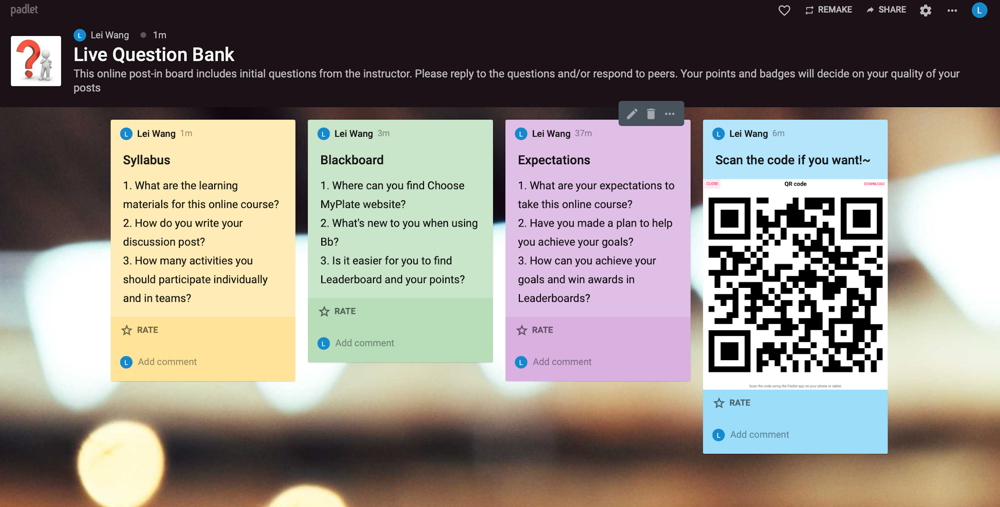 padlet
REMAKE
SHARE
L
L
Lei Wang
1m
Live Question Bank
This online post-in board includes initial questions from the instructor. Please reply to the questions and/or respond to peers. Your points and badges will decide on your quality of your
posts
L
Lei Wang 1m
Syllabus
1. What are the learning
materials for this online course?
2. How do you write your
discussion post?
3. How many activities you
should participate individually
and in teams?
RATE
L
Add comment
L
Lei Wang 3m
Blackboard
1. Where can you find Choose
MyPlate website?
2. What's new to you when using
Bb?
3. Is it easier for you to find
Leaderboard and your points?
RATE
L
Add comment
L
Lei Wang 37m
Expectations
1. What are your expectations to
take this online course?
2. Have you made a plan to help
you achieve your goals?
3. How can you achieve your
goals and win awards in
Leaderboards?
RATE
L
Add comment
L
Lei Wang 6m
Scan the code if you want!~
CLOSE
QR code
DOWNLOAD
Scan the code using the Padlet app on your phone or tablet.
RATE
L
Add comment